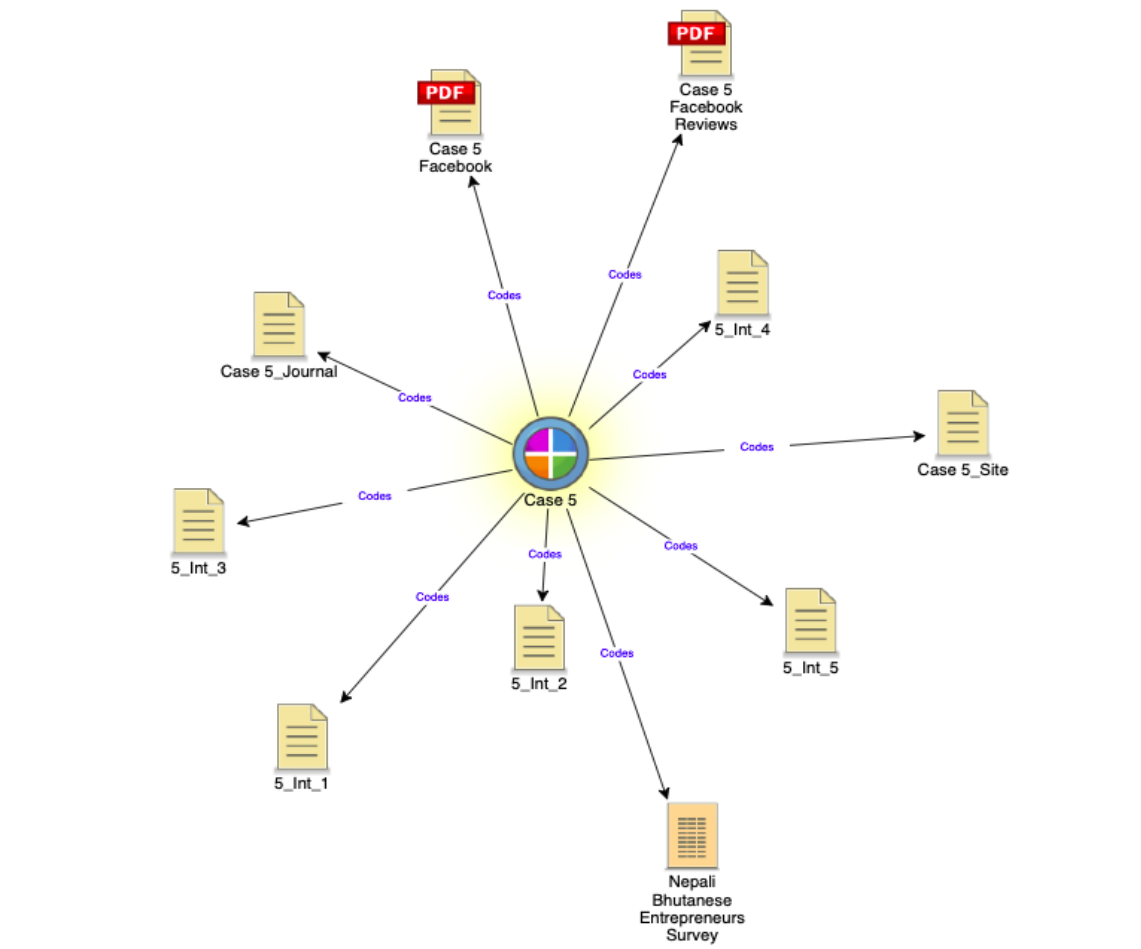 PDF
Case 5
Facebook
Reviews
PDF
Case 5
Facebook
Codes
Codes
5_Int_4
Case 5_Journal
Codes
Codes
Codes
Case 5_Site
Case 5
Codes
5_Int_3
Codes
Codes
Codes
5_Int_2
5_Int_5
Codes
5_Int_1
Nepali
Bhutanese
Entrepreneurs
Survey